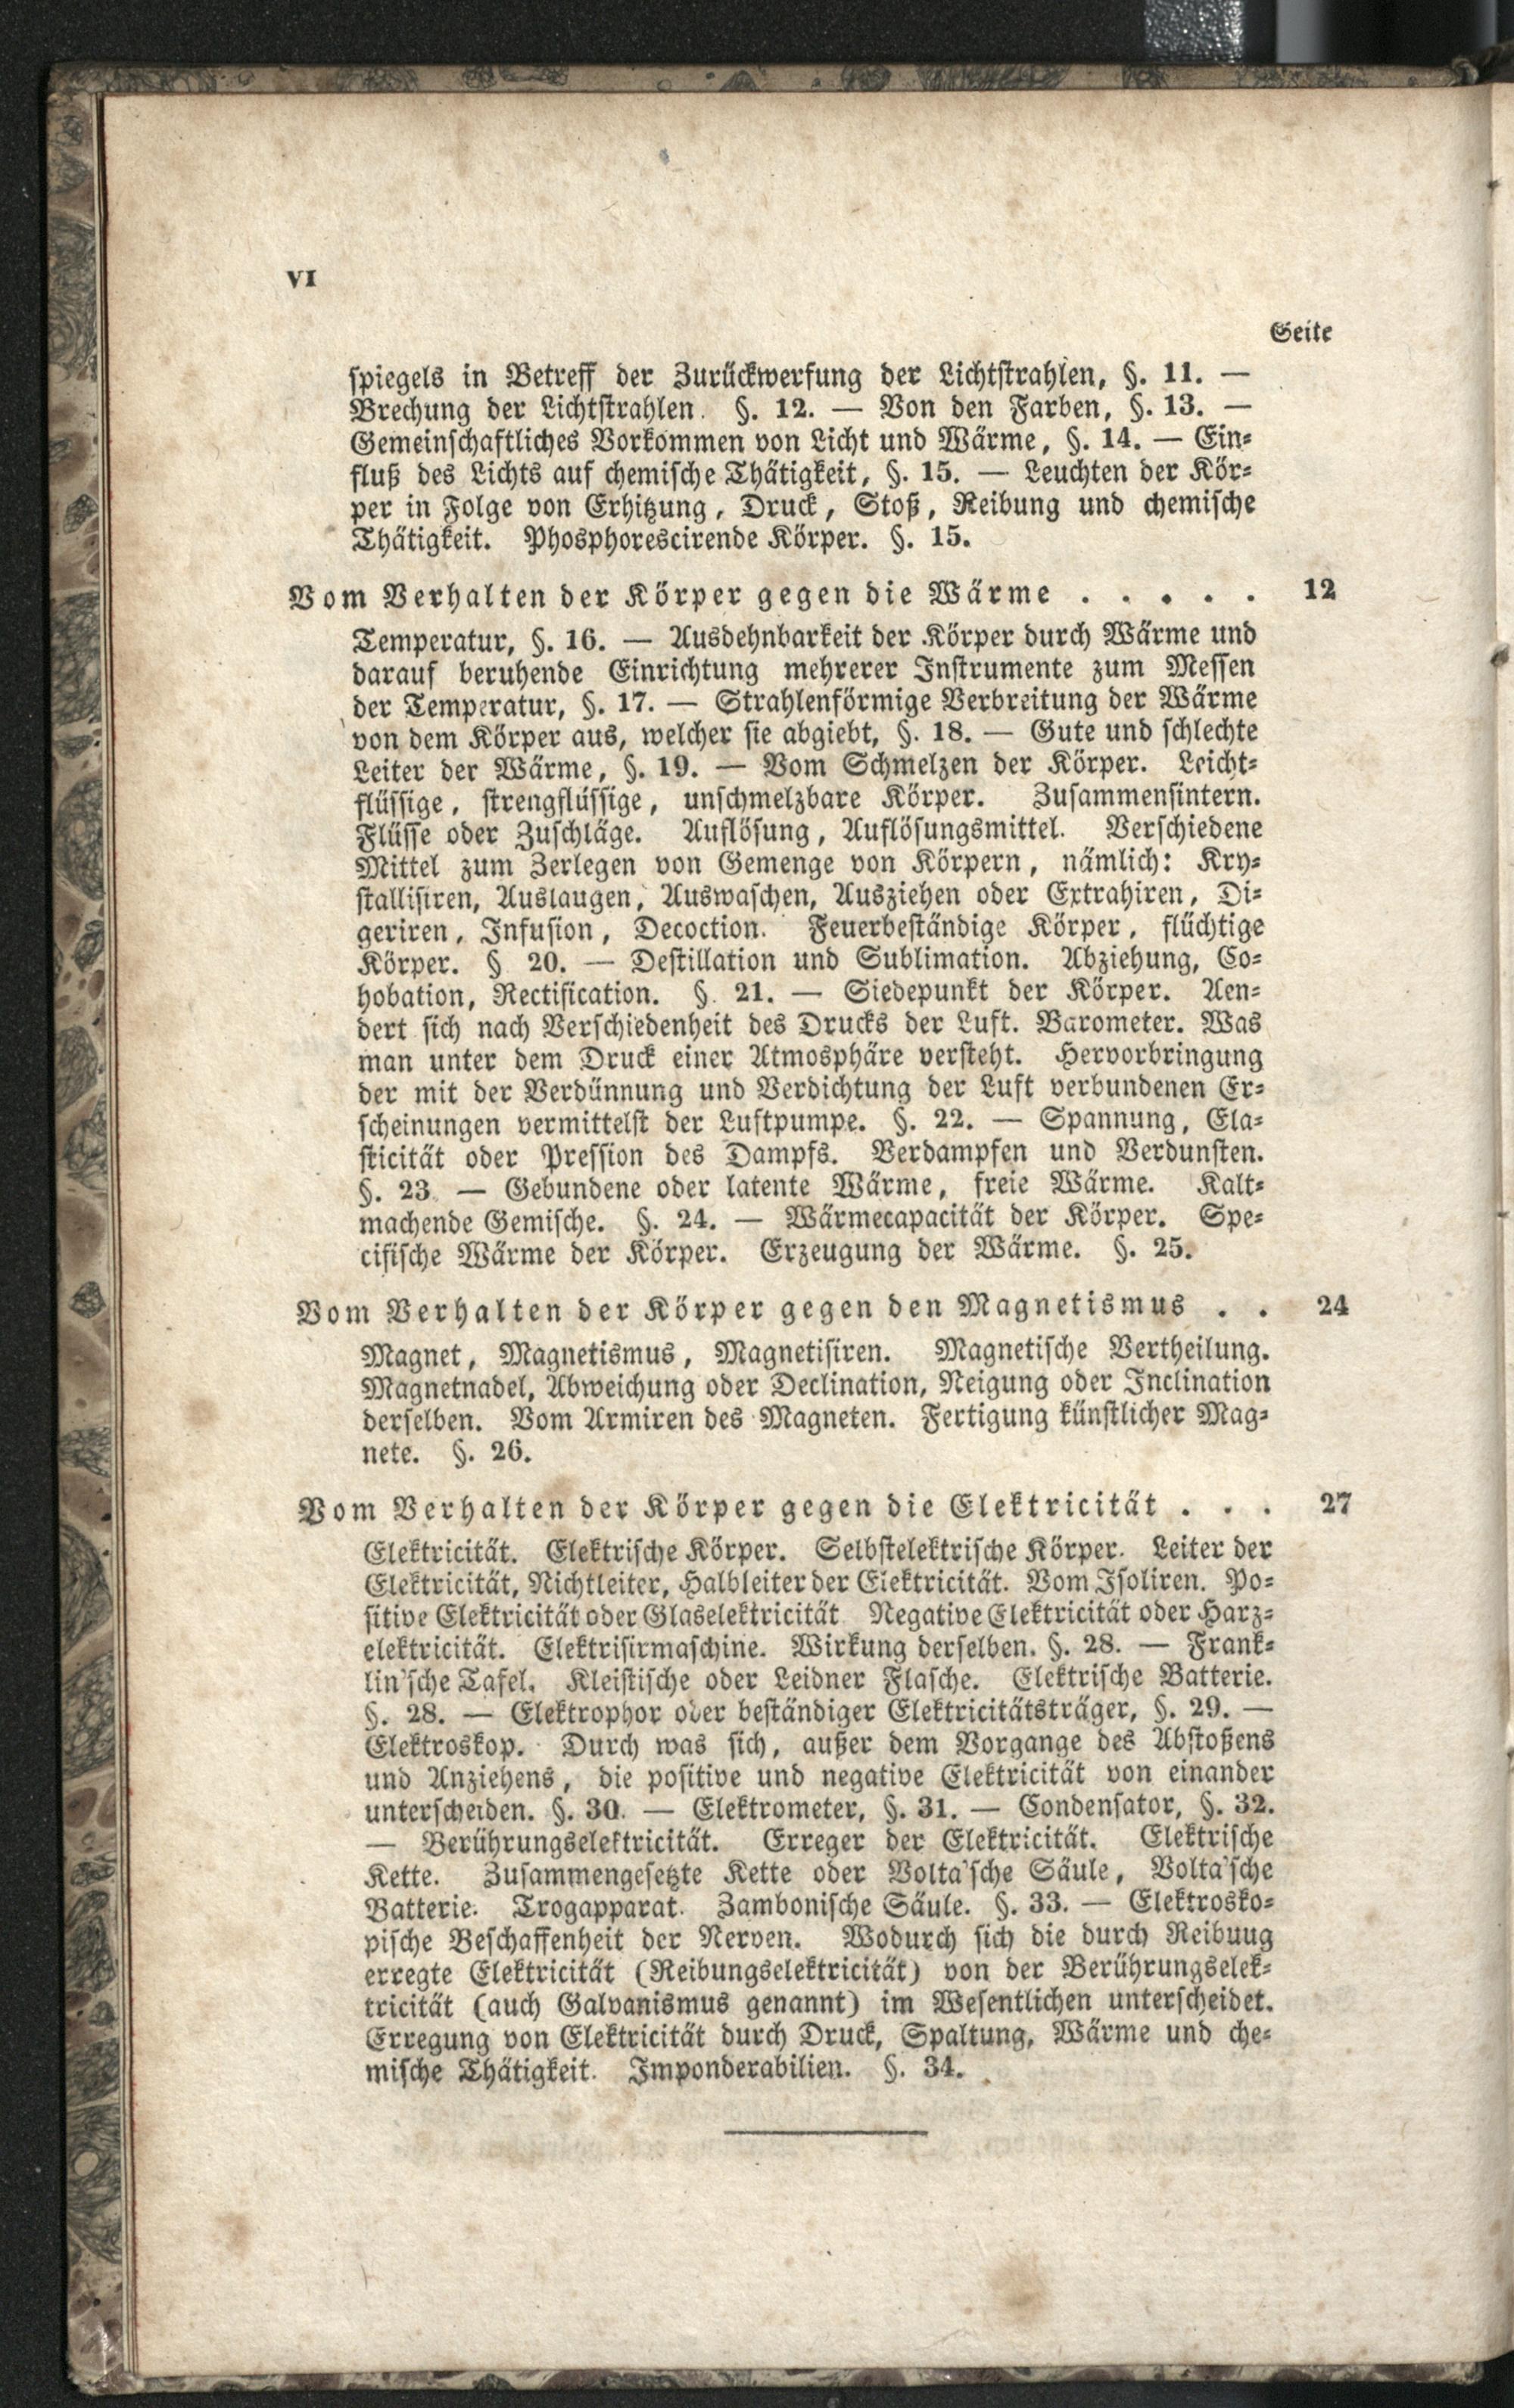 VI
Seite
spiegels in Betreff der Zurückwerfung der Lichtstrahlen, §. 11. —
Brechung der Lichtstrahlen. §. 12. — Von den Farben, §. 13. —
Gemeinschaftliches Vorkommen von Licht und Wärme, §. 14. — Ein-
fluß des Lichts auf chemische Thätigkeit, §. 15. — Leuchten der Kör-
per in Folge von Erhitzung, Druck, Stoß, Reibung und chemische
Thätigkeit. Phosphorescirende Körper. §. 15.
Vom Verhalten der Körper gegen die Wärme . . . . . 12
Temperatur, §. 16. — Ausdehnbarkeit der Körper durch Wärme und
darauf beruhende Einrichtung mehrerer Instrumente zum Messen
der Temperatur, §. 17. — Strahlenförmige Verbreitung der Wärme
von dem Körper aus, welcher sie abgiebt, §. 18. — Gute und schlechte
Leiter der Wärme, §. 19. — Vom Schmelzen der Körper. Leicht-
flüssige, strengflüssige, unschmelzbare Körper. Zusammensintern.
Flüsse oder Zuschläge. Auflösung, Auflösungsmittel. Verschiedene
Mittel zum Zerlegen von Gemenge von Körpern, nämlich: Kry-
stallisiren, Auslaugen, Auswaschen, Ausziehen oder Extrahiren, Di-
geriren, Infusion, Decoction. Feuerbeständige Körper, flüchtige
Körper. § 20. — Destillation und Sublimation. Abziehung, Co-
hobation, Rectification. §. 21. — Siedepunkt der Körper. Aen-
dert sich nach Verschiedenheit des Drucks der Luft. Barometer. Was
man unter dem Druck einer Atmosphäre versteht. Hervorbringung
der mit der Verdünnung und Verdichtung der Luft verbundenen Er-
scheinungen vermittelst der Luftpumpe. §. 22. — Spannung, Ela-
sticität oder Pression des Dampfs. Verdampfen und Verdunsten.
§. 23. — Gebundene oder latente Wärme, freie Wärme. Kalt-
machende Gemische. §. 24. — Wärmecapacität der Körper. Spe-
cifische Wärme der Körper. Erzeugung der Wärme. §. 25.
Vom Verhalten der Körper gegen den Magnetismus . . 24
Magnet, Magnetismus, Magnetisiren. Magnetische Vertheilung.
Magnetnadel, Abweichung oder Declination, Neigung oder Inclination
derselben. Vom Armiren des Magneten. Fertigung künstlicher Mag-
nete. §. 26.
Vom Verhalten der Körper gegen die Elektricität . . . 27
Elektricität. Elektrische Körper. Selbstelektrische Körper. Leiter der
Elektricität, Nichtleiter, Halbleiter der Elektricität. Vom Isoliren. Po-
sitive Elektricität oder Glaselektricität Negative Elektricität oder Harz-
elektricität. Elektrisirmaschine. Wirkung derselben. §. 28. — Frank-
lin'sche Tafel. Kleistische oder Leidner Flasche. Elektrische Batterie.
§. 28. — Elektrophor oder beständiger Elektricitätsträger, §. 29. —
Elektroskop. Durch was sich, außer dem Vorgange des Abstoßens
und Anziehens, die positive und negative Elektricität von einander
unterscheiden. §. 30. — Elektrometer, §. 31. — Condensator, §. 32.
— Berührungselektricität. Erreger der Elektricität. Elektrische
Kette. Zusammengesetzte Kette oder Volta'sche Säule, Volta'sche
Batterie. Trogapparat. Zambonische Säule. §. 33. — Elektrosko-
pische Beschaffenheit der Nerven. Wodurch sich die durch Reibuug
erregte Elektricität (Reibungselektricität) von der Berührungselek-
tricität (auch Galvanismus genannt) im Wesentlichen unterscheidet.
Erregung von Elektricität durch Druck, Spaltung, Wärme und che-
mische Thätigkeit. Imponderabilien. §. 34.